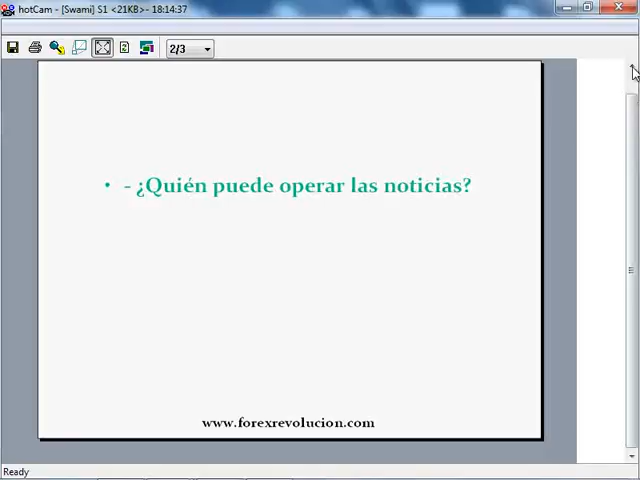 hotCam - [Swami] S1 <21KB> - 18:14:37
2/3
• - ¿Quién puede operar las noticias?
www.forexrevolucion.com
Ready